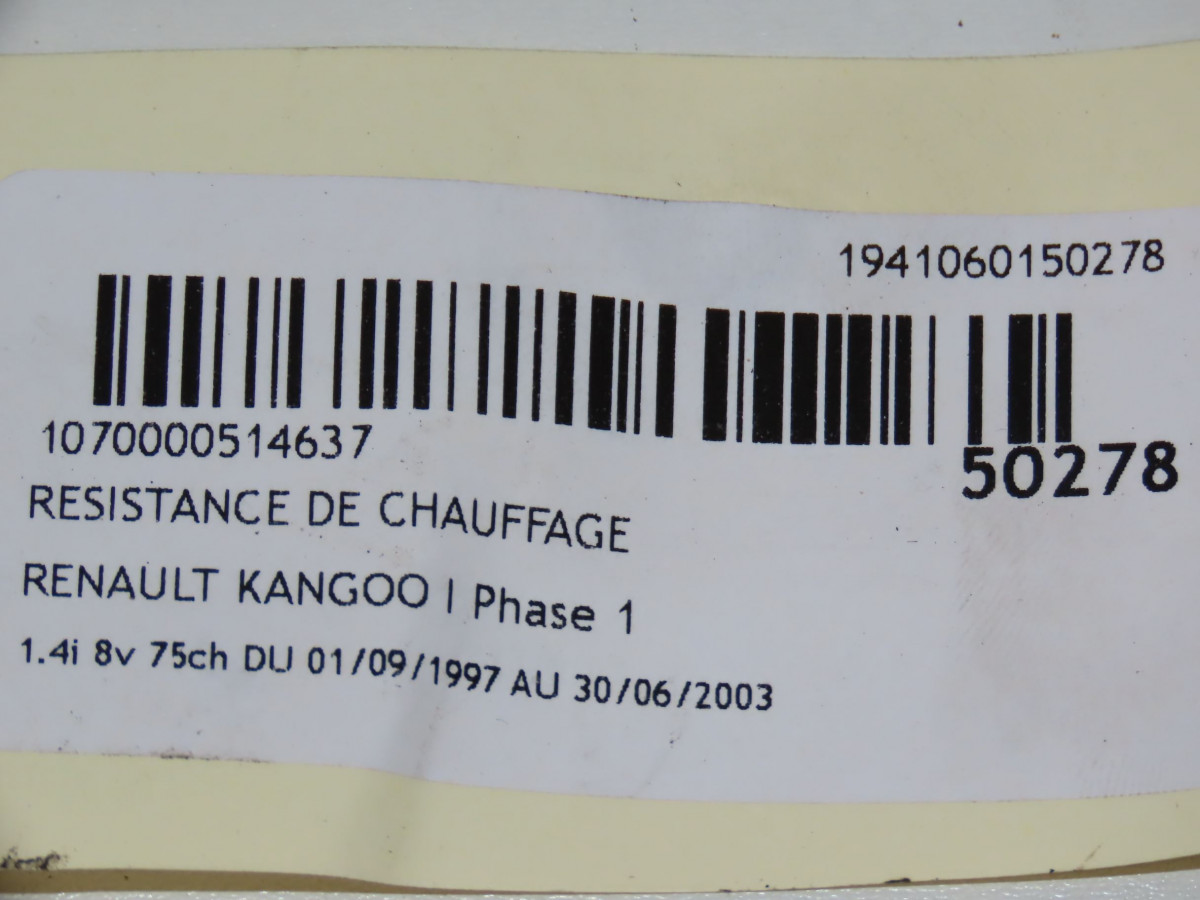 1941060150278
1070000514637
50278
RESISTANCE DE CHAUFFAGE
RENAULT KANGOO I Phase 1
1.4i 8v 75ch DU 01/09/1997 AU 30/06/2003